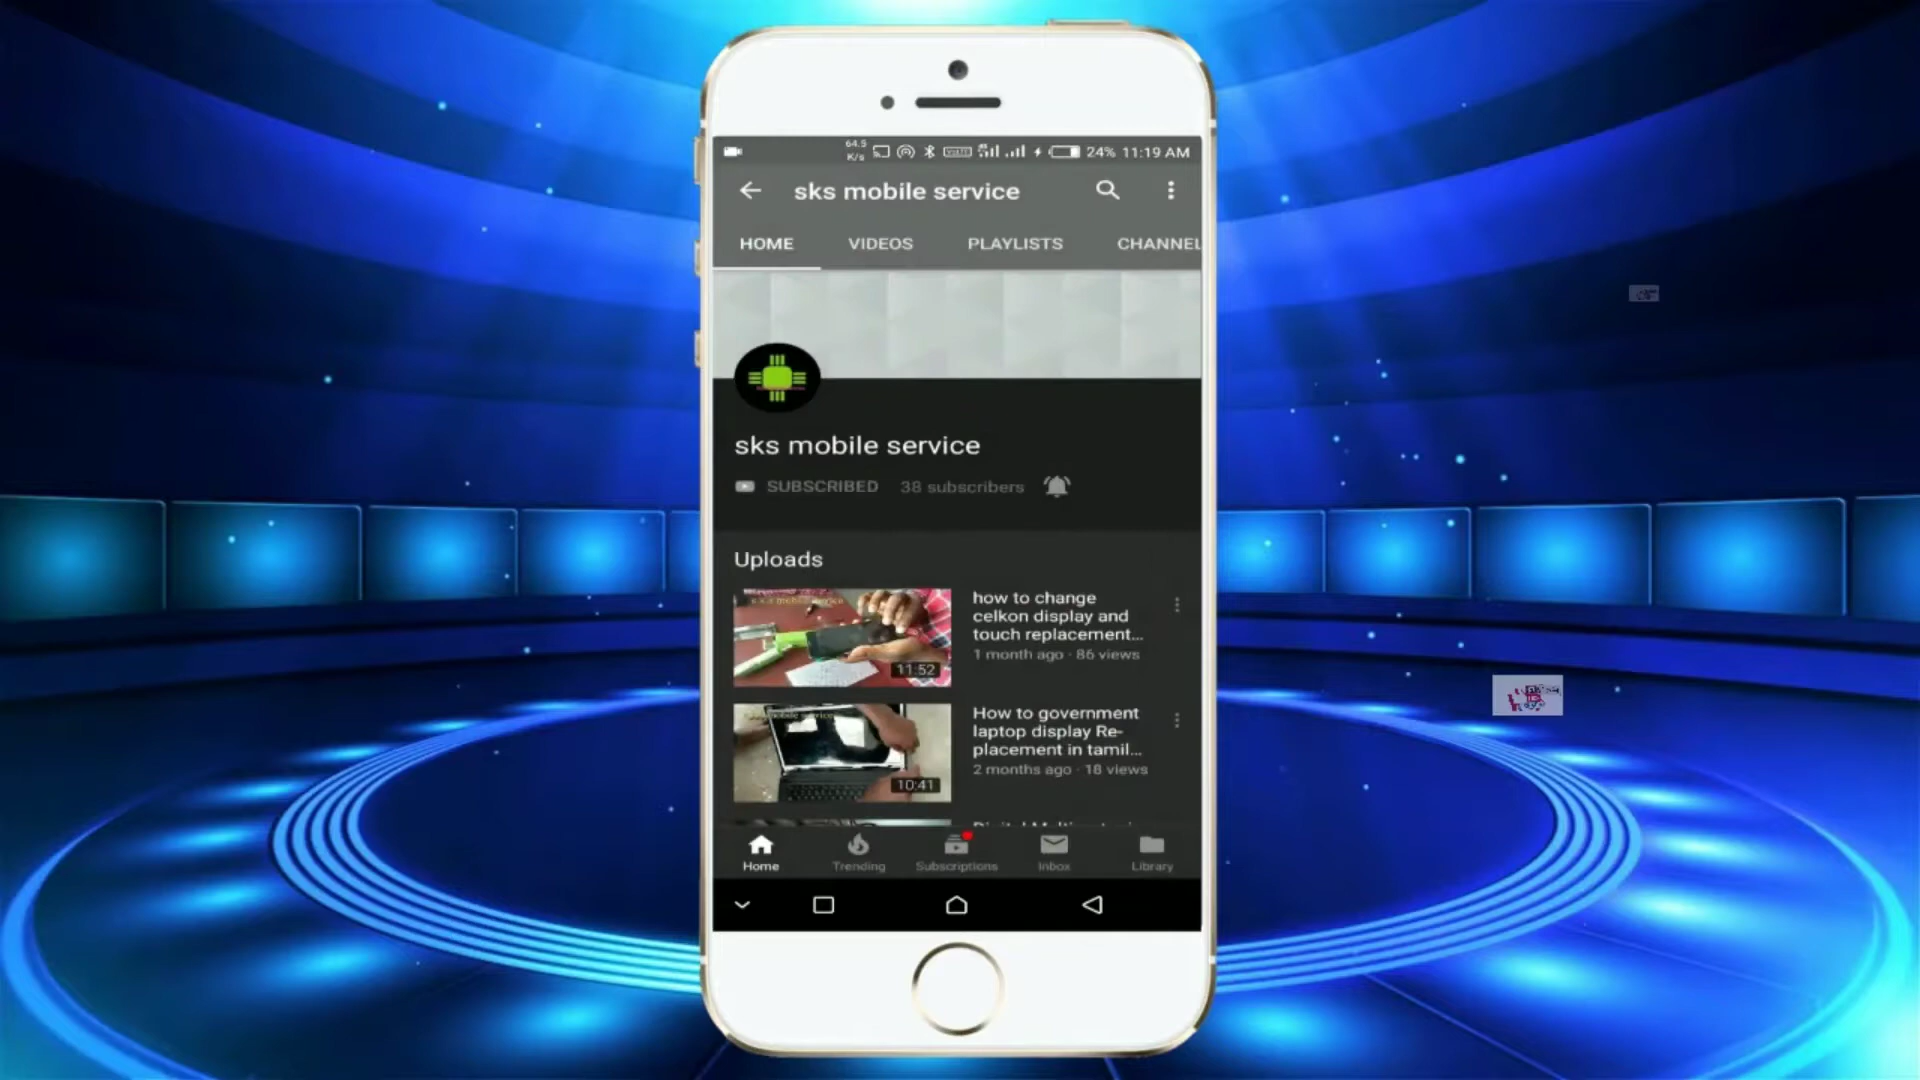 64.5
K/s
24% 11:19 AM
sks mobile service
HOME VIDEOS PLAYLISTS CHANNEL
sks mobile service
SUBSCRIBED 38 subscribers
Uploads
how to change
celkon display and
touch replacement...
1 month ago · 86 views
11:52
How to government
laptop display Re-
placement in tamil...
2 months ago · 18 views
10:41
Home Trending Subscriptions Inbox Library